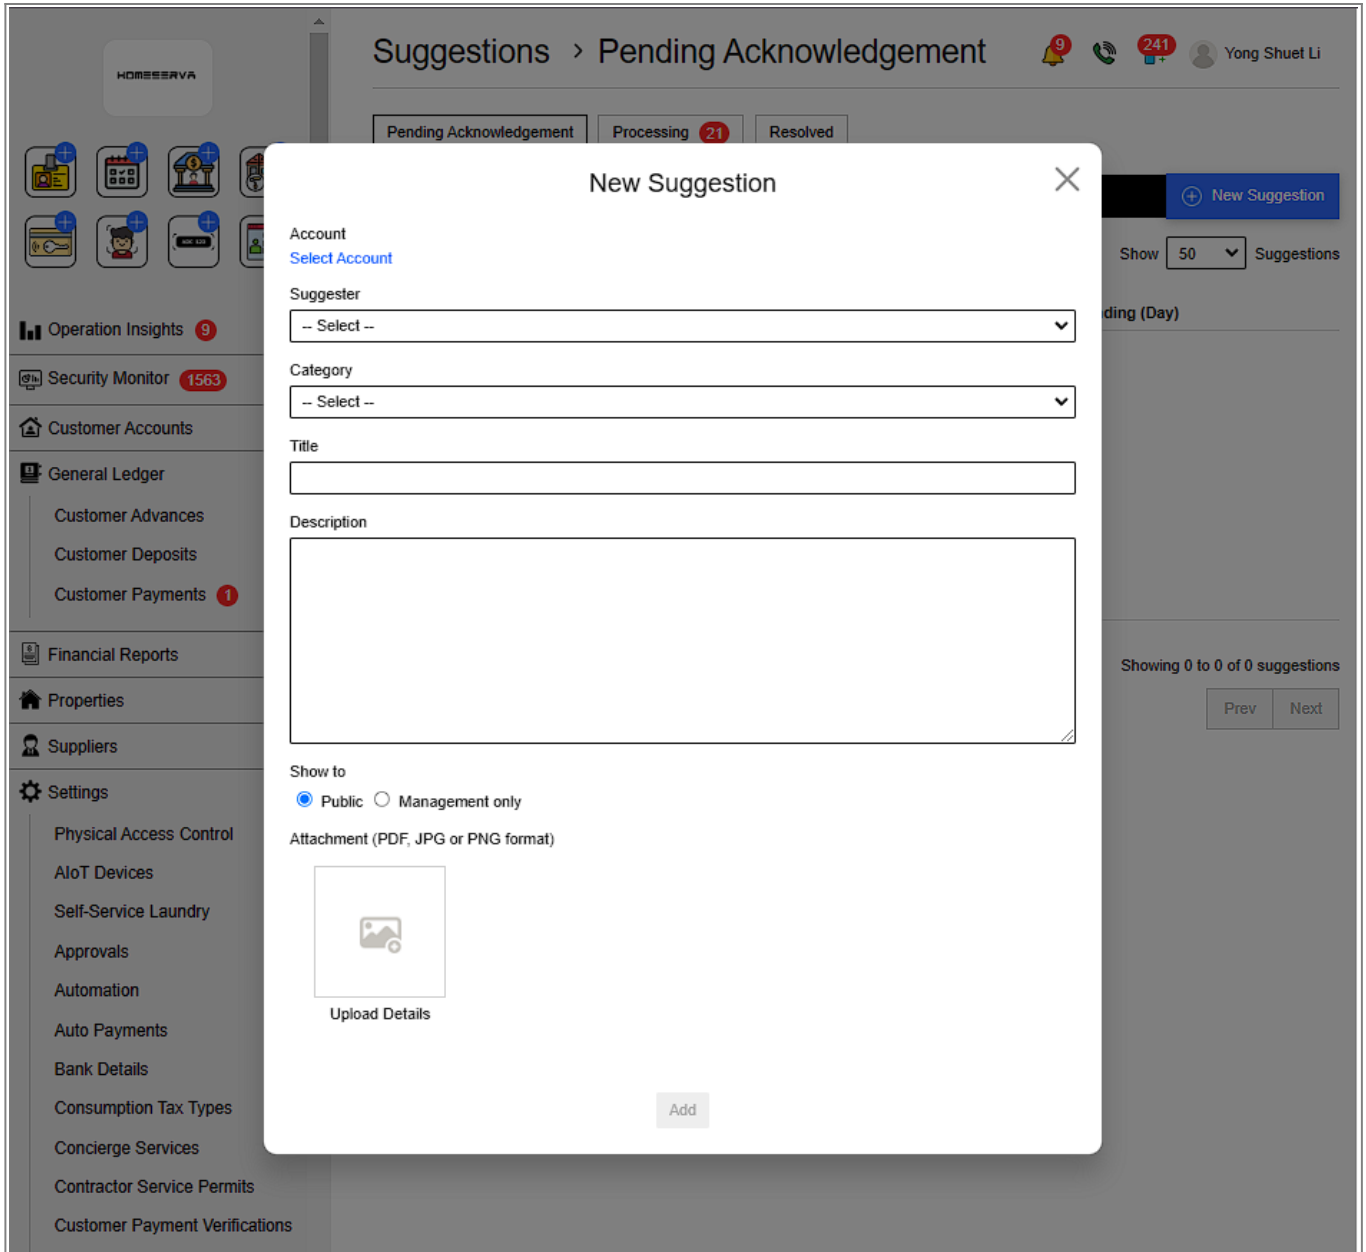 HOMESERVA
Suggestions > Pending Acknowledgement
9
241
Yong Shuet Li
Pending Acknowledgement
Processing 21
Resolved
New Suggestion
Show 50 Suggestions
ding (Day)
Showing 0 to 0 of 0 suggestions
Prev Next
Operation Insights 9
Security Monitor 1563
Customer Accounts
General Ledger
Customer Advances
Customer Deposits
Customer Payments 1
Financial Reports
Properties
Suppliers
Settings
Physical Access Control
AIoT Devices
Self-Service Laundry
Approvals
Automation
Auto Payments
Bank Details
Consumption Tax Types
Concierge Services
Contractor Service Permits
Customer Payment Verifications
New Suggestion
Account
Select Account
Suggester
-- Select --
Category
-- Select --
Title
Description
Show to
Public Management only
Attachment (PDF, JPG or PNG format)
Upload Details
Add